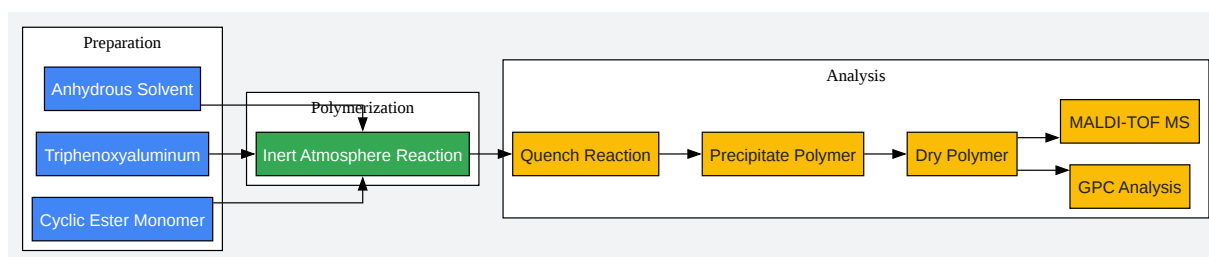 Preparation
Anhydrous Solvent
Triphenoxyaluminum
Cyclic Ester Monomer
Polymerization
Inert Atmosphere Reaction
Analysis
Quench Reaction
Precipitate Polymer
Dry Polymer
MALDI-TOF MS
GPC Analysis